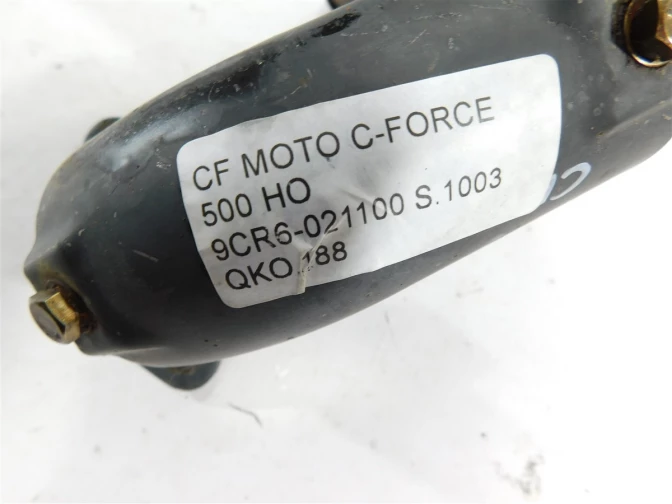 CF MOTO C-FORCE
500 HO
9CR6-021100 S.1003
QKO 188